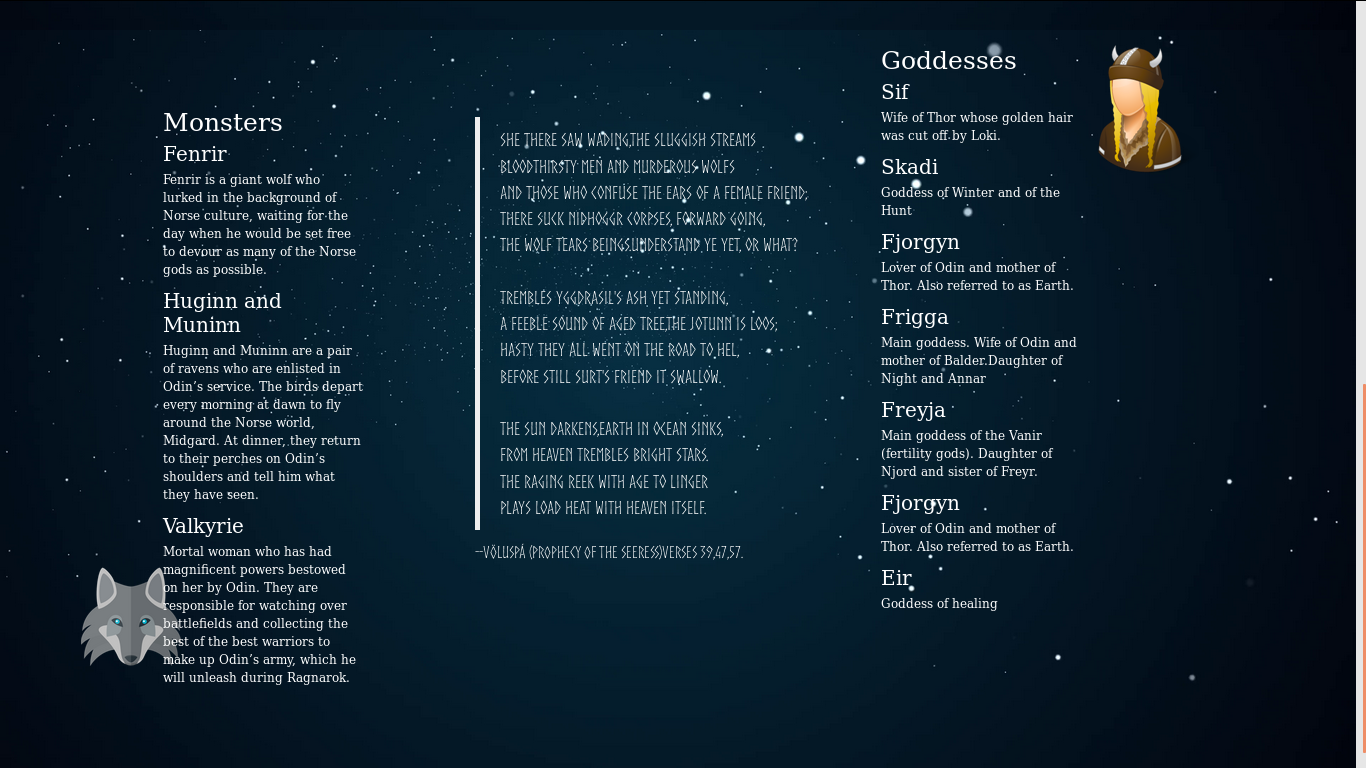 Monsters
Fenrir
Fenrir is a giant wolf who
lurked in the background of
Norse culture, waiting for the
day when he would be set free
to devour as many of the Norse
gods as possible.
Huginn and
Muninn
Huginn and Muninn are a pair
of ravens who are enlisted in
Odin’s service. The birds depart
every morning at dawn to fly
around the Norse world,
Midgard. At dinner, they return
to their perches on Odin’s
shoulders and tell him what
they have seen.
Valkyrie
Mortal woman who has had
magnificent powers bestowed
on her by Odin. They are
responsible for watching over
battlefields and collecting the
best of the best warriors to
make up Odin’s army, which he
will unleash during Ragnarok.
SHE THERE SAW WADING,THE SLUGGISH STREAMS
BLOODTHIRSTY MEN AND MURDEROUS WOLFS
AND THOSE WHO CONFUSE THE EARS OF A FEMALE FRIEND;
THERE SUCK NIDHOGGR CORPSES, FORWARD GOING,
THE WOLF TEARS BEINGS.UNDERSTAND YE YET, OR WHAT?
TREMBLES YGGDRASIL'S ASH YET STANDING,
A FEEBLE SOUND OF AGED TREE,THE JOTUNN IS LOOS;
HASTY THEY ALL WENT ON THE ROAD TO HEL,
BEFORE STILL SURT'S FRIEND IT SWALLOW.
THE SUN DARKENS,EARTH IN OCEAN SINKS,
FROM HEAVEN TREMBLES BRIGHT STARS.
THE RAGING REEK WITH AGE TO LINGER
PLAYS LOAD HEAT WITH HEAVEN ITSELF.
--VÖLUSPÁ (PROPHECY OF THE SEERESS)VERSES 39,47,57.
Goddesses
Sif
Wife of Thor whose golden hair
was cut off by Loki.
Skadi
Goddess of Winter and of the
Hunt
Fjorgyn
Lover of Odin and mother of
Thor. Also referred to as Earth.
Frigga
Main goddess. Wife of Odin and
mother of Balder.Daughter of
Night and Annar
Freyja
Main goddess of the Vanir
(fertility gods). Daughter of
Njord and sister of Freyr.
Fjorgyn
Lover of Odin and mother of
Thor. Also referred to as Earth.
Eir
Goddess of healing